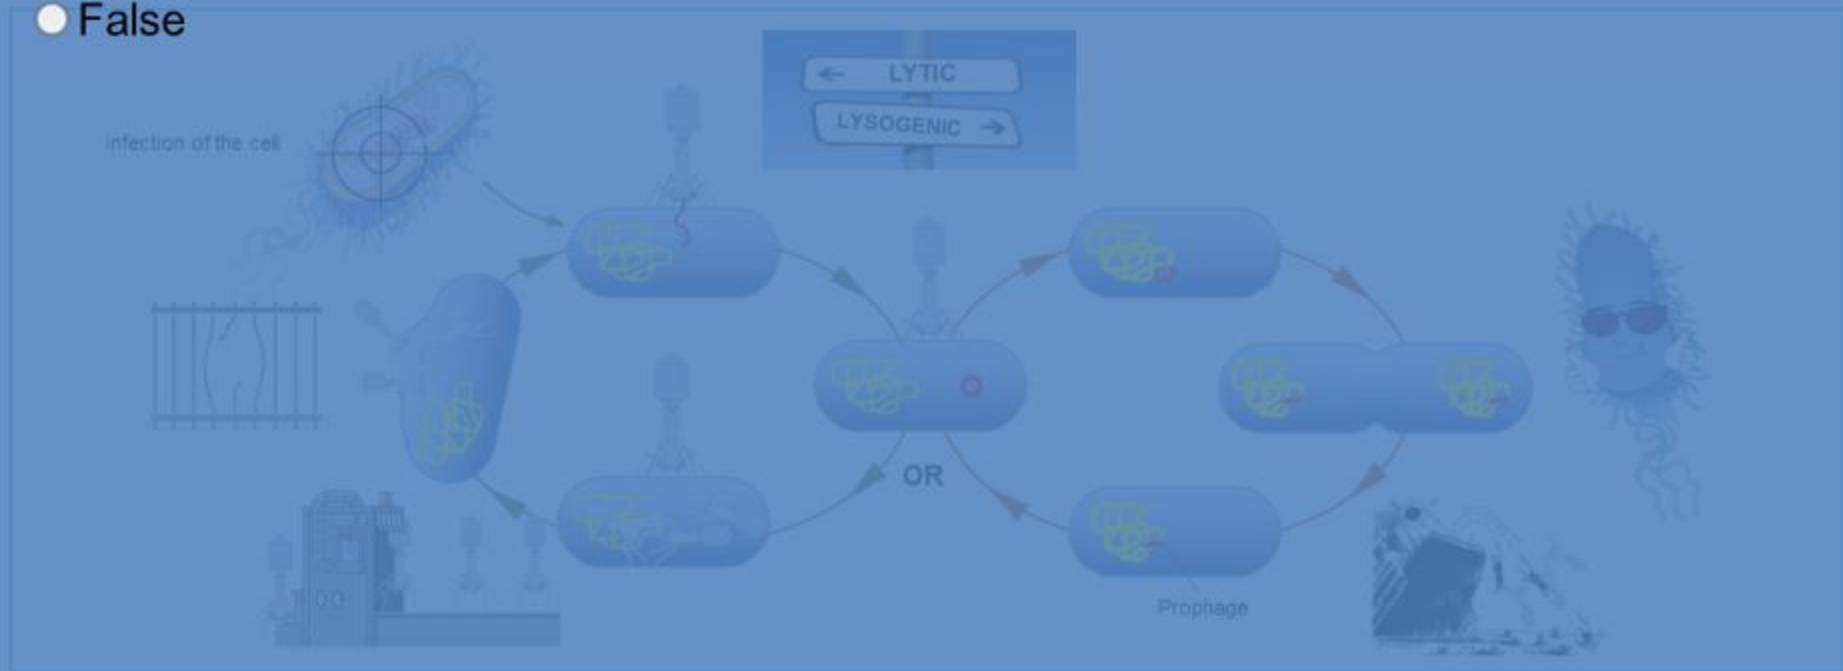 False
← LYTIC
LYSOGENIC →
infection of the cell
OR
Prophage